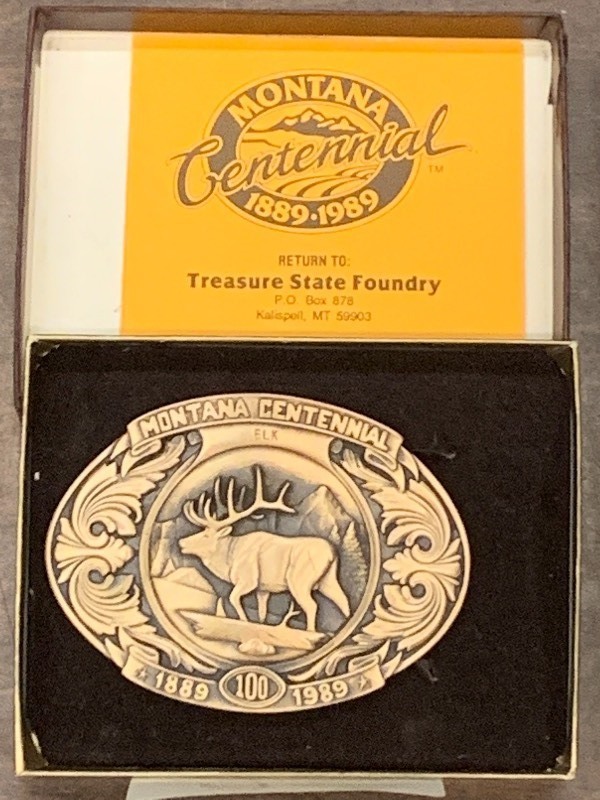 MONTANA
Centennial TM
1889·1989
RETURN TO:
Treasure State Foundry
P.O. Box 878
Kalispell, MT 59903
MONTANA CENTENNIAL
ELK
1889 100 1989